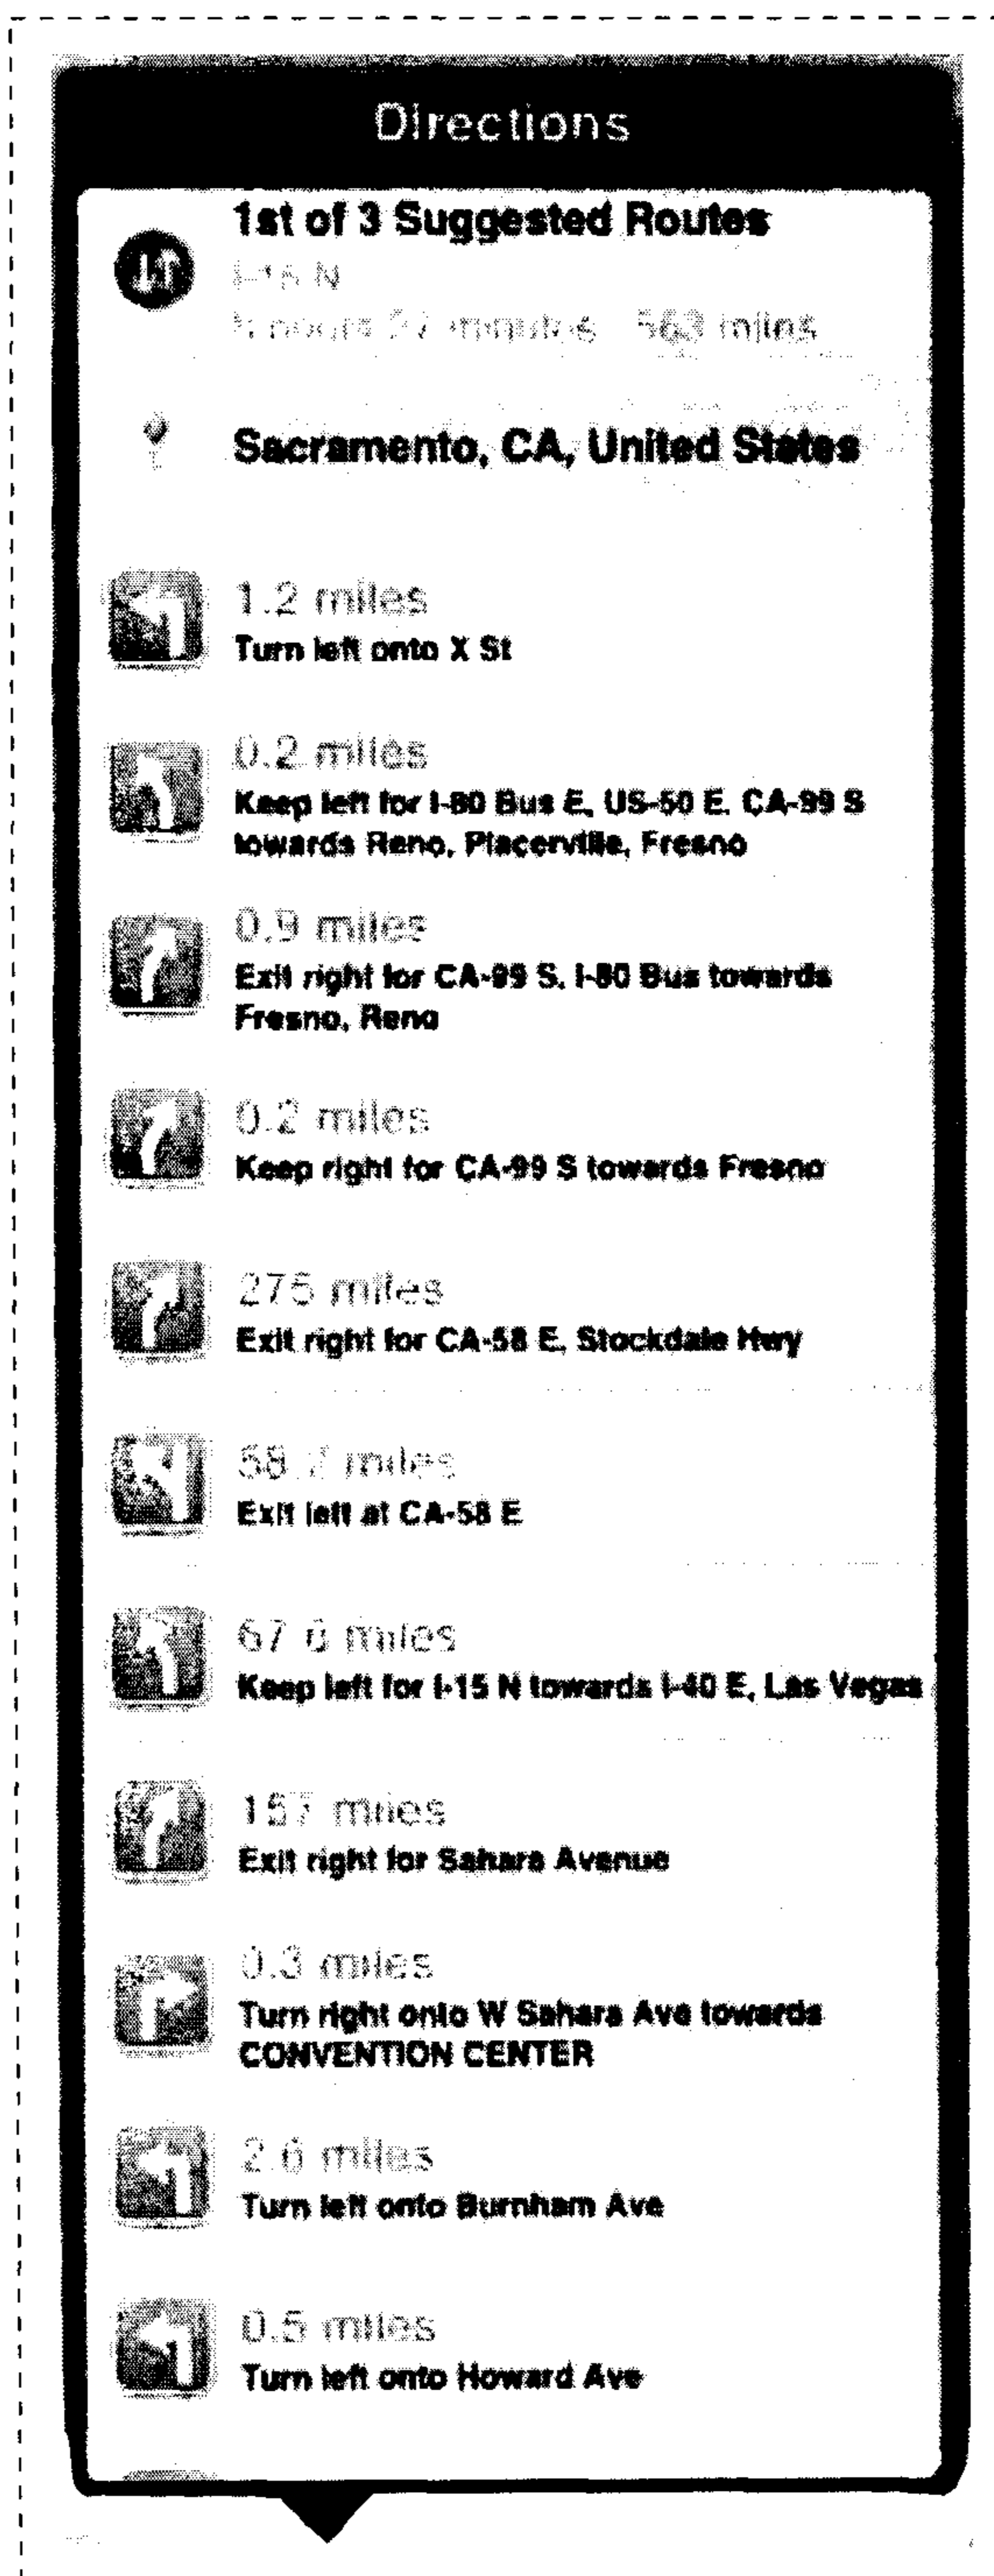 Directions
1st of 3 Suggested Routes
I-15 N
hours 27 minutes 563 miles
Sacramento, CA, United States
1.2 miles
Turn left onto X St
0.2 miles
Keep left for I-80 Bus E, US-50 E, CA-99 S
towards Reno, Placerville, Fresno
0.9 miles
Exit right for CA-99 S, I-80 Bus towards
Fresno, Reno
0.2 miles
Keep right for CA-99 S towards Fresno
275 miles
Exit right for CA-58 E, Stockdale Hwy
miles
Exit left at CA-58 E
miles
Keep left for I-15 N towards I-40 E, Las Vegas
157 miles
Exit right for Sahara Avenue
0.3 miles
Turn right onto W Sahara Ave towards
CONVENTION CENTER
2.6 miles
Turn left onto Burnham Ave
0.5 miles
Turn left onto Howard Ave